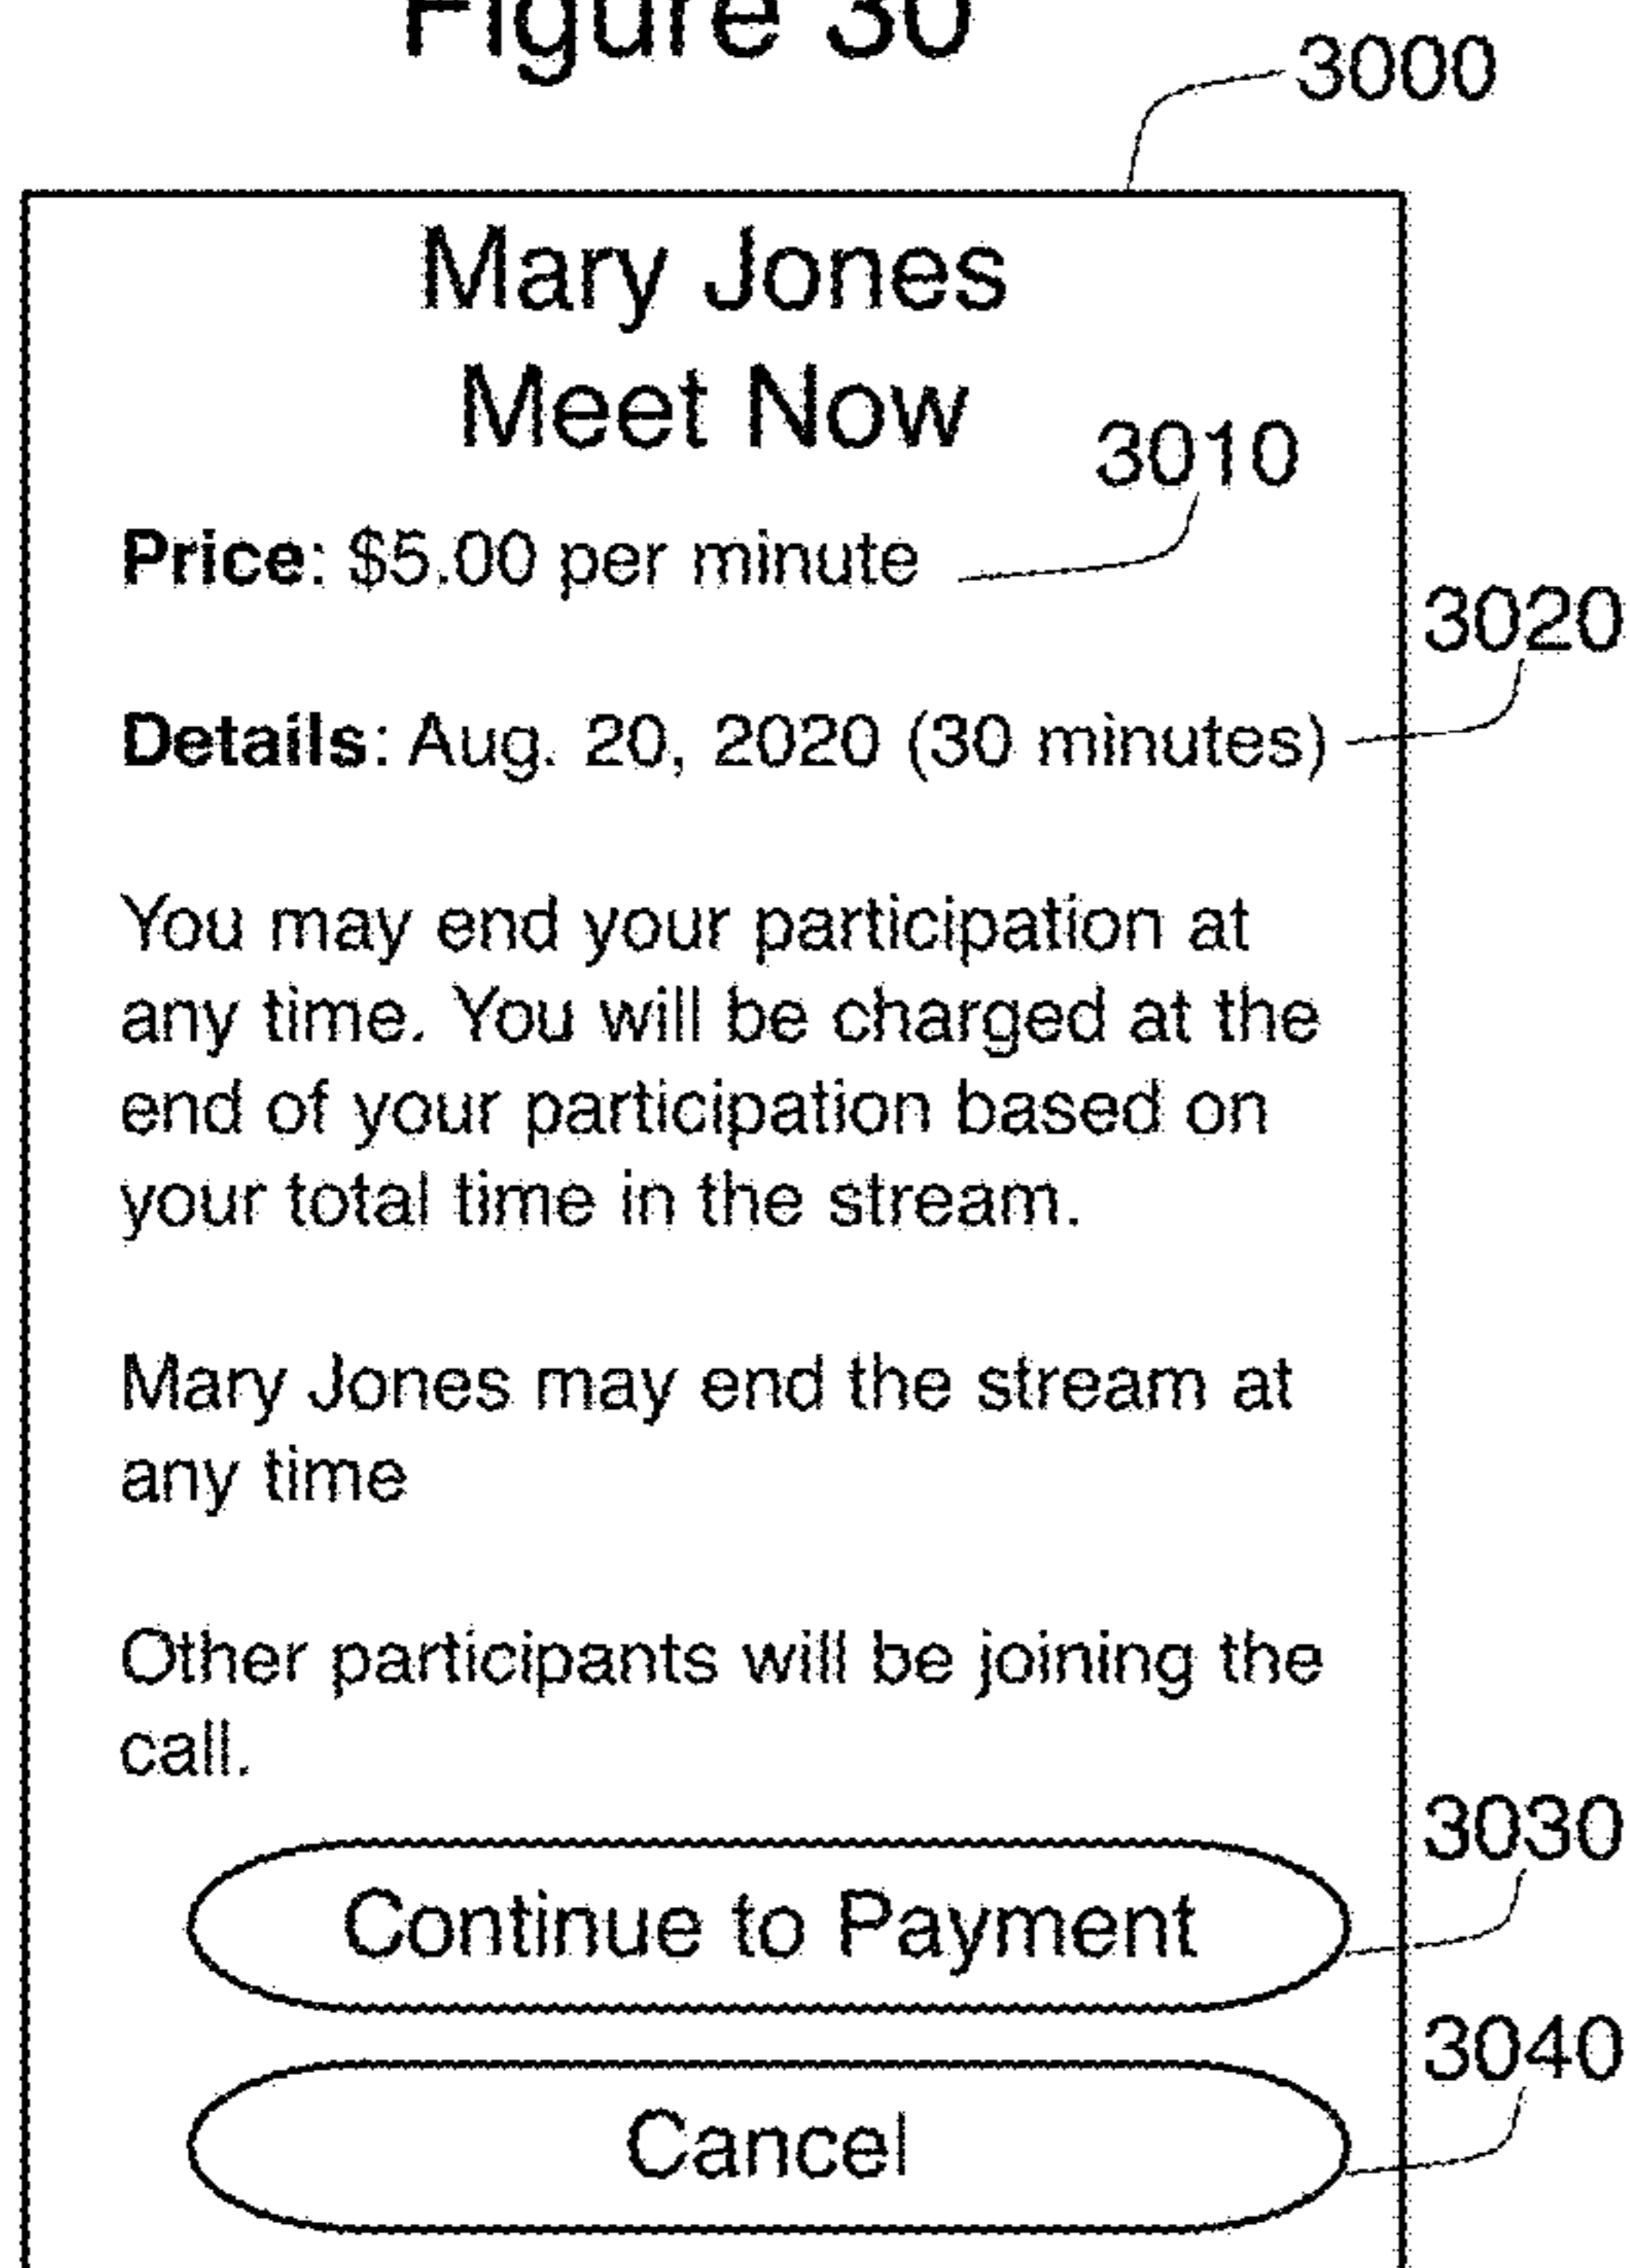 Figure 30
3000
Mary Jones
Meet Now
3010
Price: $5.00 per minute
3020
Details: Aug. 20, 2020 (30 minutes)
You may end your participation at
any time. You will be charged at the
end of your participation based on
your total time in the stream.
Mary Jones may end the stream at
any time
Other participants will be joining the
call.
3030
Continue to Payment
3040
Cancel